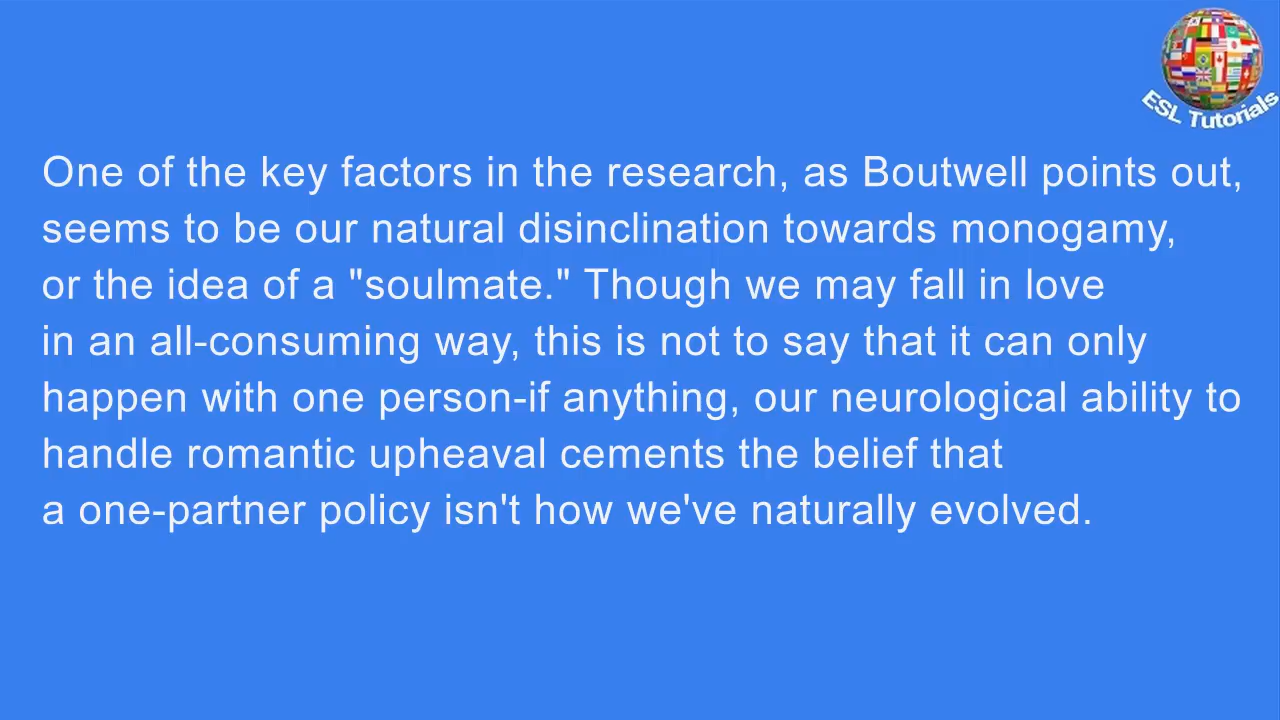 ESL Tutorials
One of the key factors in the research, as Boutwell points out,
seems to be our natural disinclination towards monogamy,
or the idea of a "soulmate." Though we may fall in love
in an all-consuming way, this is not to say that it can only
happen with one person-if anything, our neurological ability to
handle romantic upheaval cements the belief that
a one-partner policy isn't how we've naturally evolved.